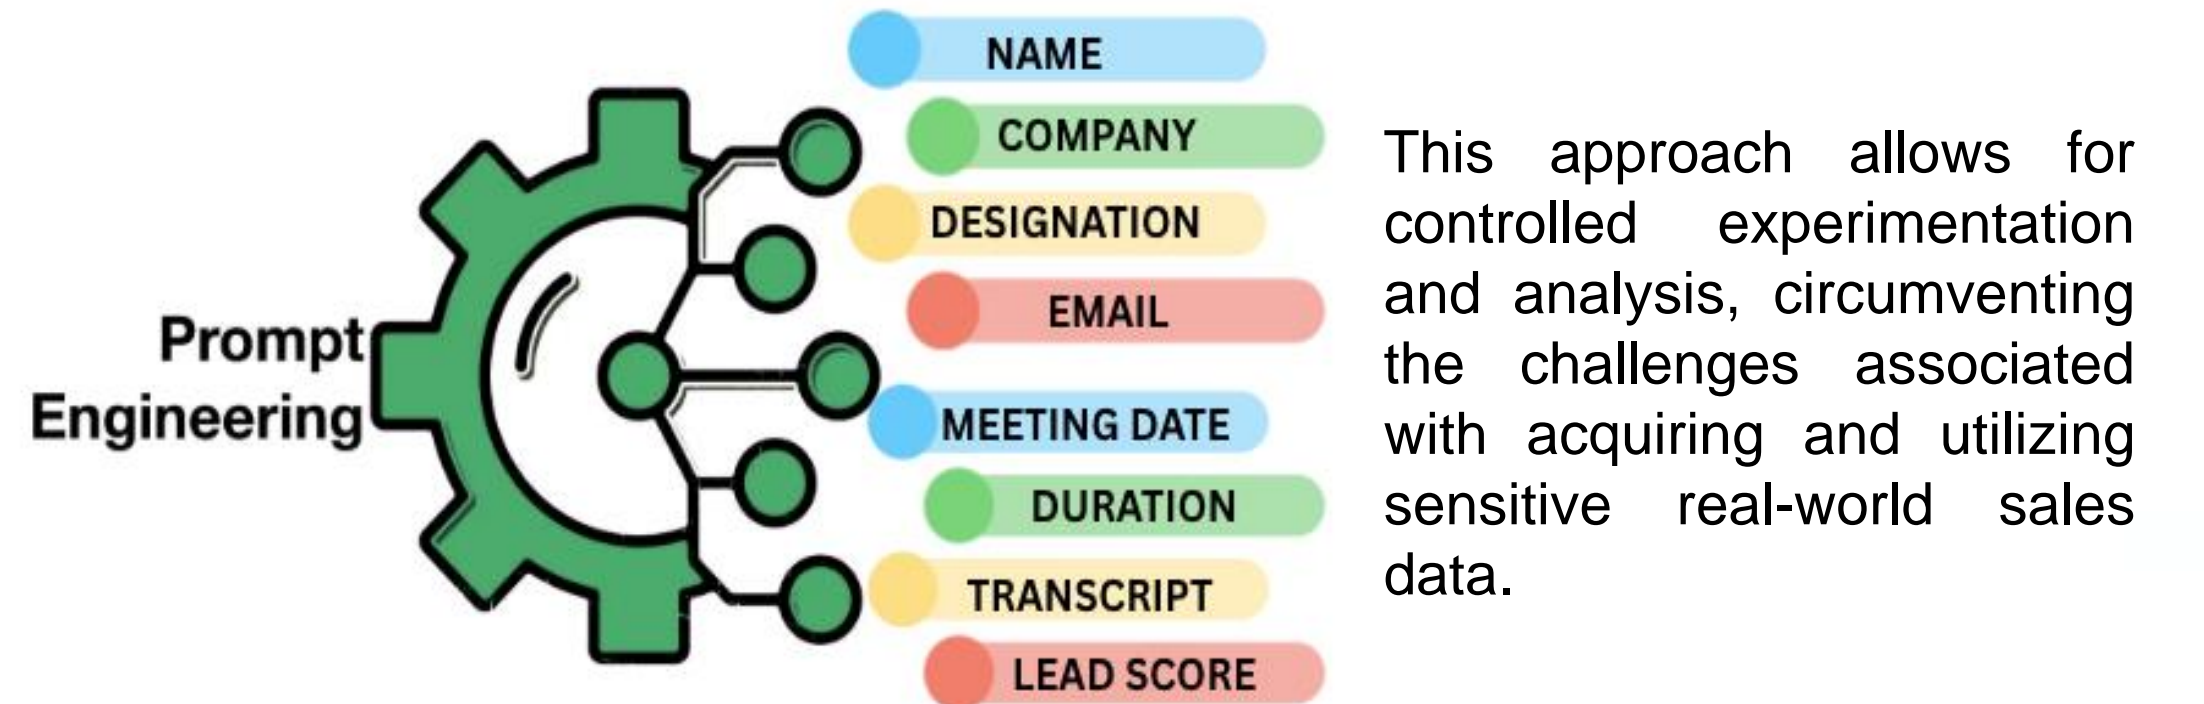 Prompt
Engineering
NAME
COMPANY
DESIGNATION
EMAIL
MEETING DATE
DURATION
TRANSCRIPT
LEAD SCORE
This approach allows for
controlled experimentation
and analysis, circumventing
the challenges associated
with acquiring and utilizing
sensitive real-world sales
data.